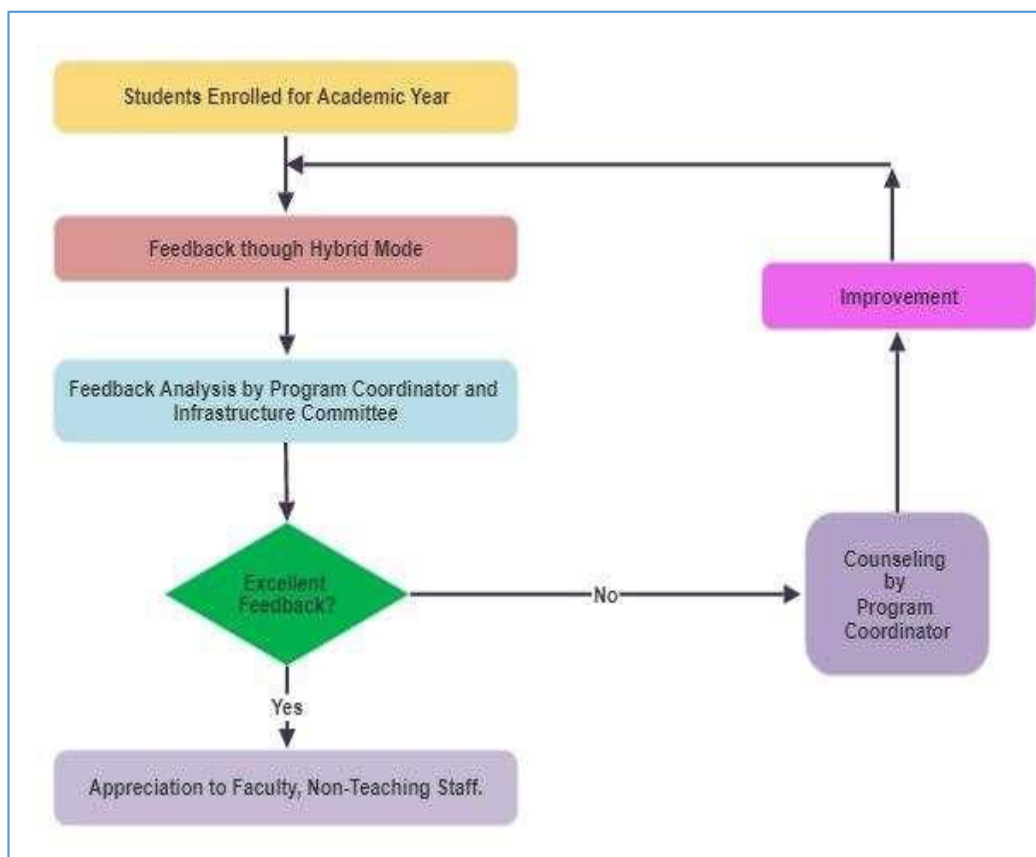 Students Enrolled for Academic Year
Feedback though Hybrid Mode
Improvement
Feedback Analysis by Program Coordinator and
Infrastructure Committee
Excellent
Feedback?
No
Counseling
by
Program
Coordinator
Yes
Appreciation to Faculty, Non-Teaching Staff.